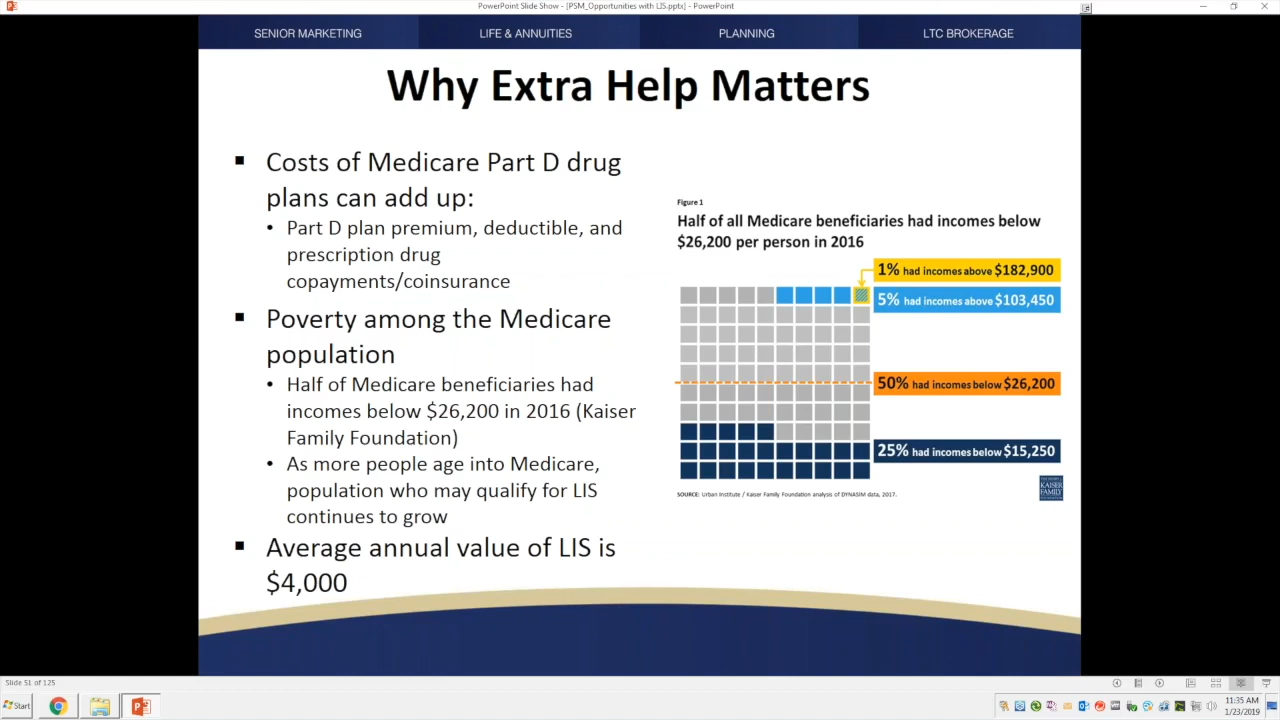 PowerPoint Slide Show - [PSM_Opportunities with LIS.pptx] - PowerPoint
SENIOR MARKETING
LIFE & ANNUITIES
PLANNING
LTC BROKERAGE
Why Extra Help Matters
Costs of Medicare Part D drug
plans can add up:
Part D plan premium, deductible, and
prescription drug
copayments/coinsurance
Poverty among the Medicare
population
Half of Medicare beneficiaries had
incomes below $26,200 in 2016 (Kaiser
Family Foundation)
As more people age into Medicare,
population who may qualify for LIS
continues to grow
Average annual value of LIS is
$4,000
Figure 1
Half of all Medicare beneficiaries had incomes below
$26,200 per person in 2016
1% had incomes above $182,900
5% had incomes above $103,450
50% had incomes below $26,200
25% had incomes below $15,250
SOURCE: Urban Institute / Kaiser Family Foundation analysis of DYNASIM data, 2017.
KAISER
FAMILY
Slide 51 of 125
Start
11:35 AM
1/23/2019